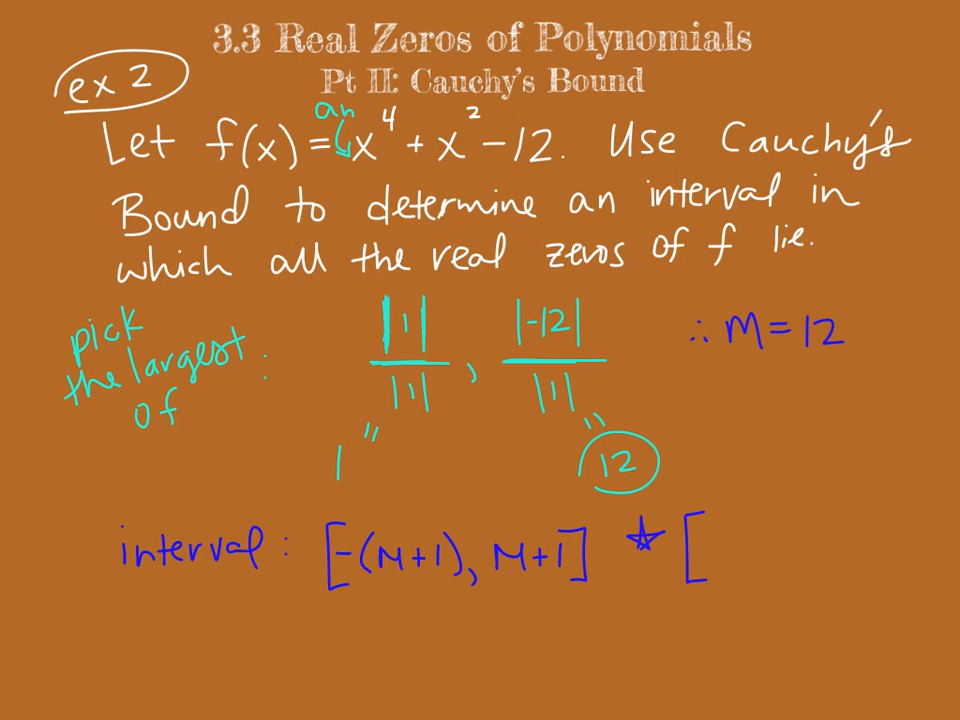 3.3 Real Zeros of Polynomials
Pt II: Cauchy's Bound
ex 2
an
Let f(x) = x⁴ + x² - 12. Use Cauchy's
Bound to determine an interval in
which all the real zeros of f lie.
pick
the largest
of :
|1| / |1| , |-12| / |1|
∴ M = 12
" "
1 12
interval : [-(M+1), M+1] ☆ [